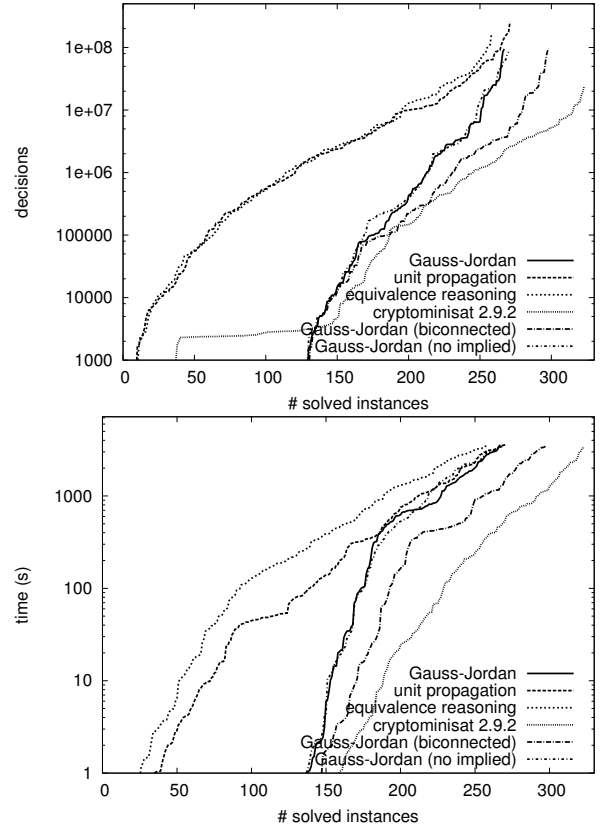 1e+08
1e+07
1e+06
100000
10000
1000
decisions
Gauss-Jordan
unit propagation
equivalence reasoning
cryptominisat 2.9.2
Gauss-Jordan (biconnected)
Gauss-Jordan (no implied)
0 50 100 150 200 250 300
# solved instances
1000
100
10
1
time (s)
Gauss-Jordan
unit propagation
equivalence reasoning
cryptominisat 2.9.2
Gauss-Jordan (biconnected)
Gauss-Jordan (no implied)
0 50 100 150 200 250 300
# solved instances